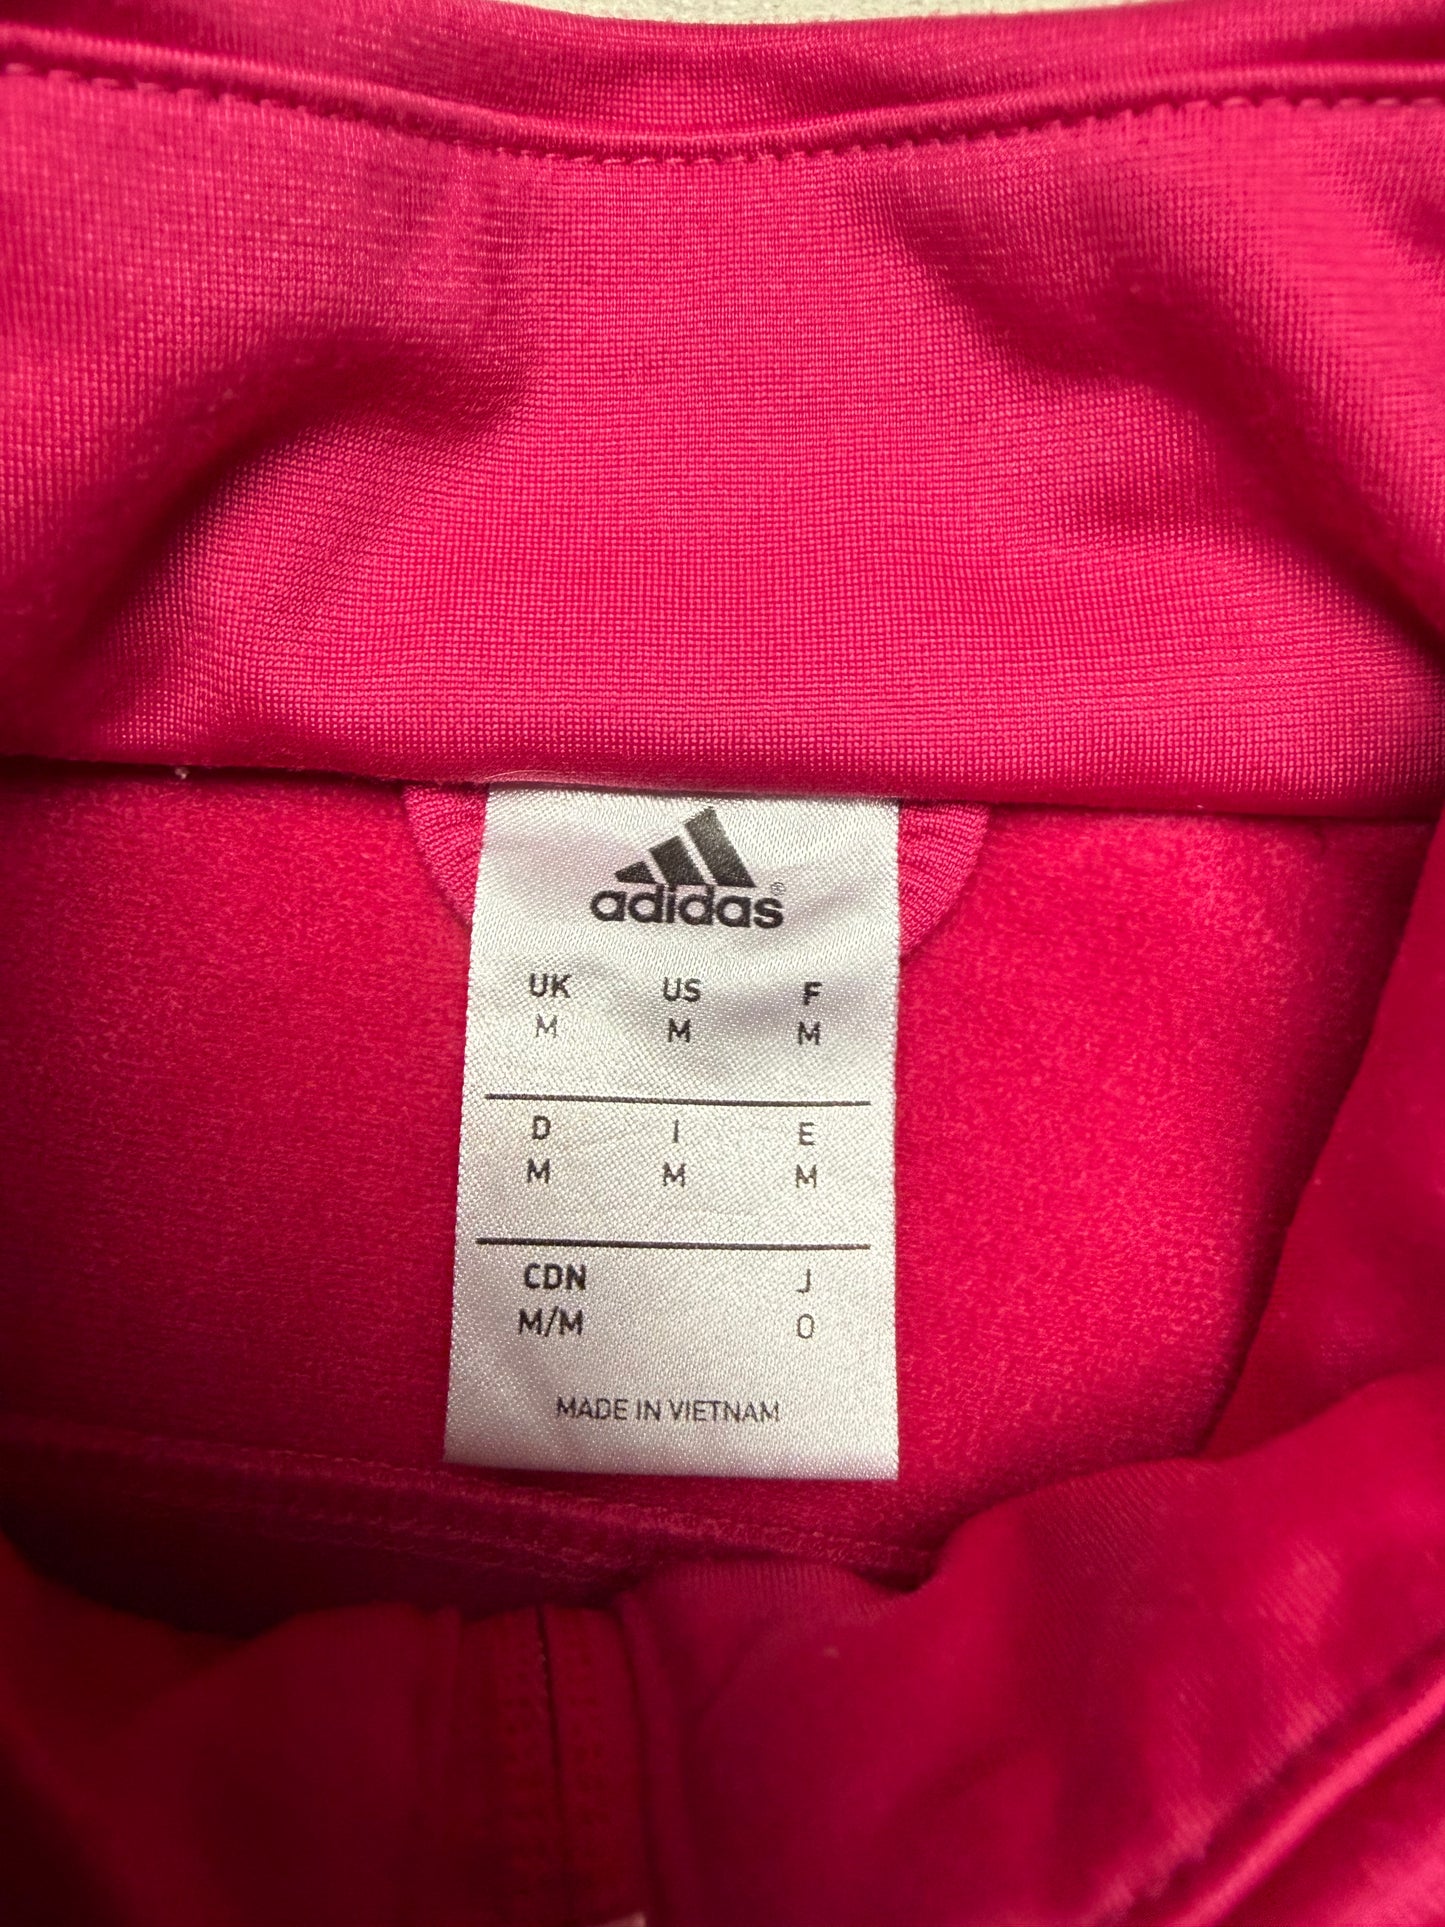 adidas®
UK US F
M M M
D I E
M M M
CDN J
M/M O
MADE IN VIETNAM